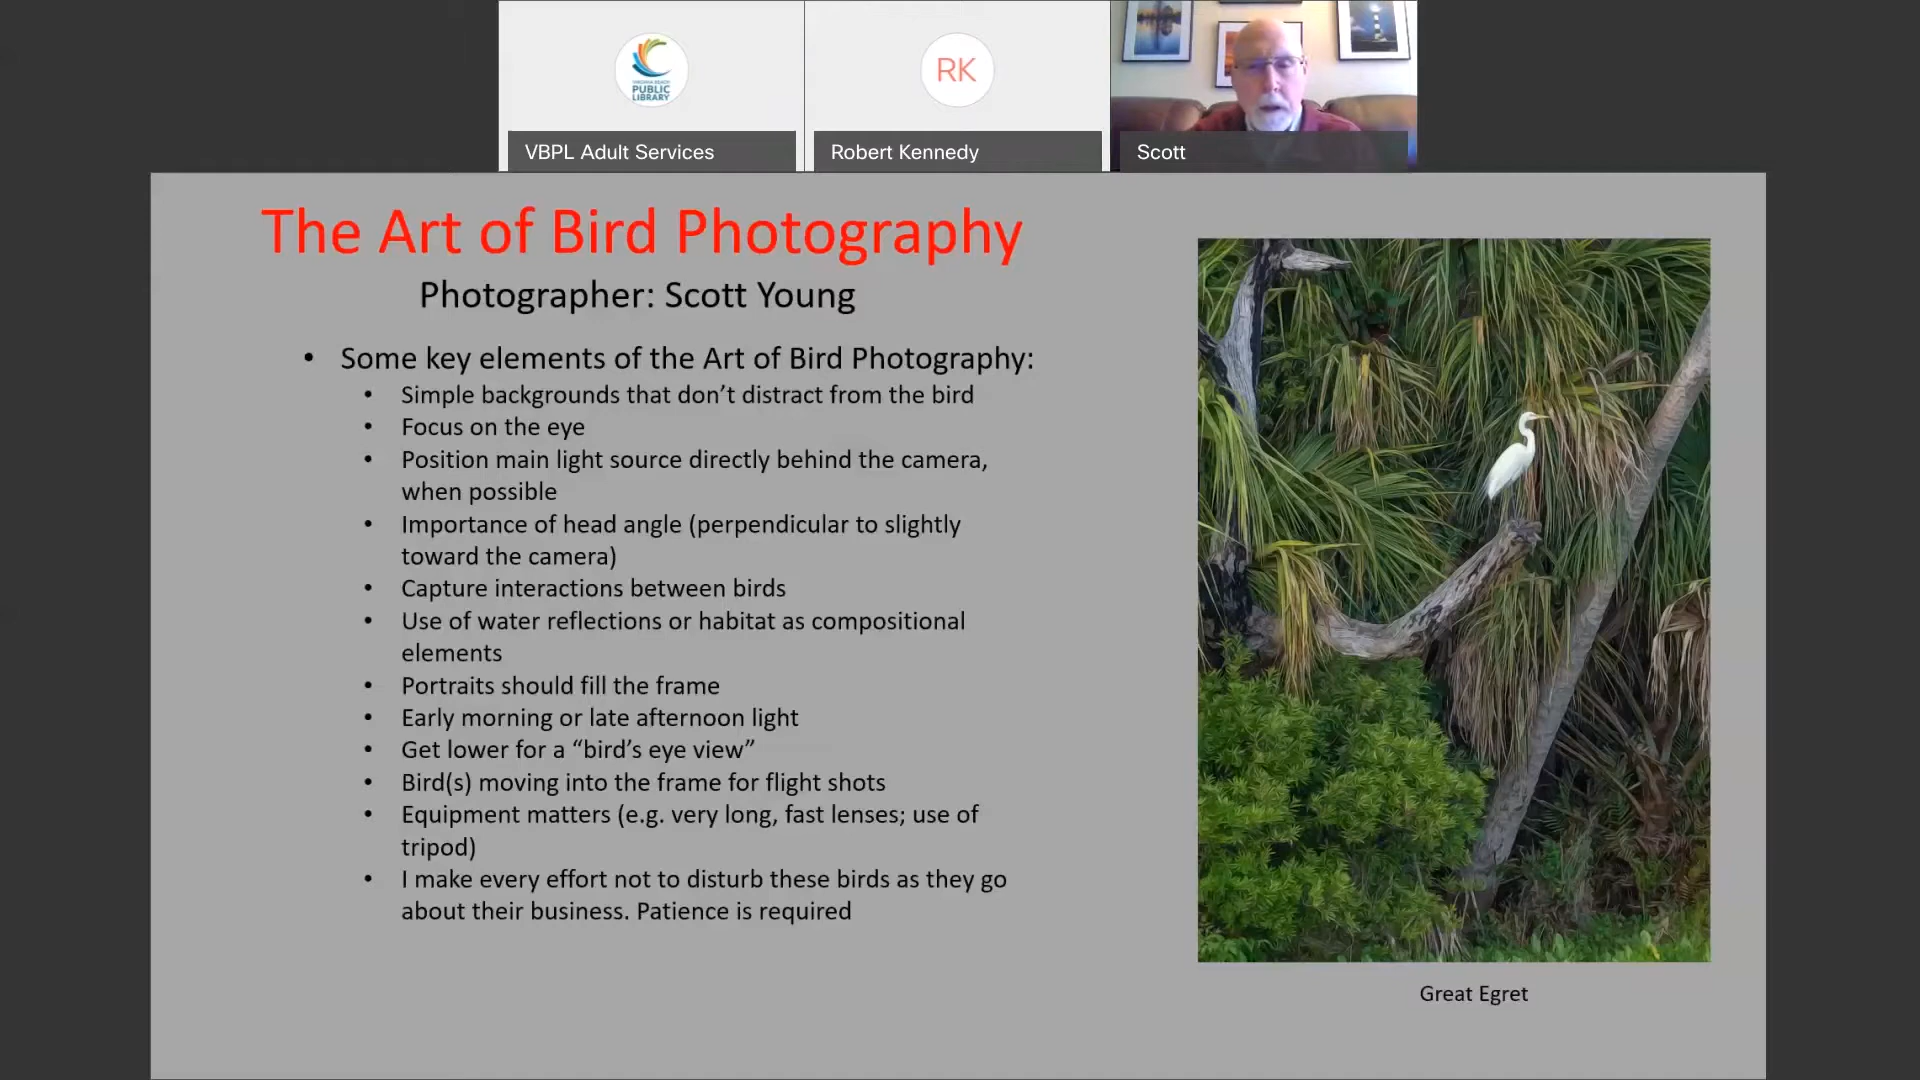 VIRGINIA BEACH
PUBLIC
LIBRARY
RK
VBPL Adult Services
Robert Kennedy
Scott
The Art of Bird Photography
Photographer: Scott Young
• Some key elements of the Art of Bird Photography:
• Simple backgrounds that don’t distract from the bird
• Focus on the eye
• Position main light source directly behind the camera,
when possible
• Importance of head angle (perpendicular to slightly
toward the camera)
• Capture interactions between birds
• Use of water reflections or habitat as compositional
elements
• Portraits should fill the frame
• Early morning or late afternoon light
• Get lower for a “bird’s eye view”
• Bird(s) moving into the frame for flight shots
• Equipment matters (e.g. very long, fast lenses; use of
tripod)
• I make every effort not to disturb these birds as they go
about their business. Patience is required
Great Egret